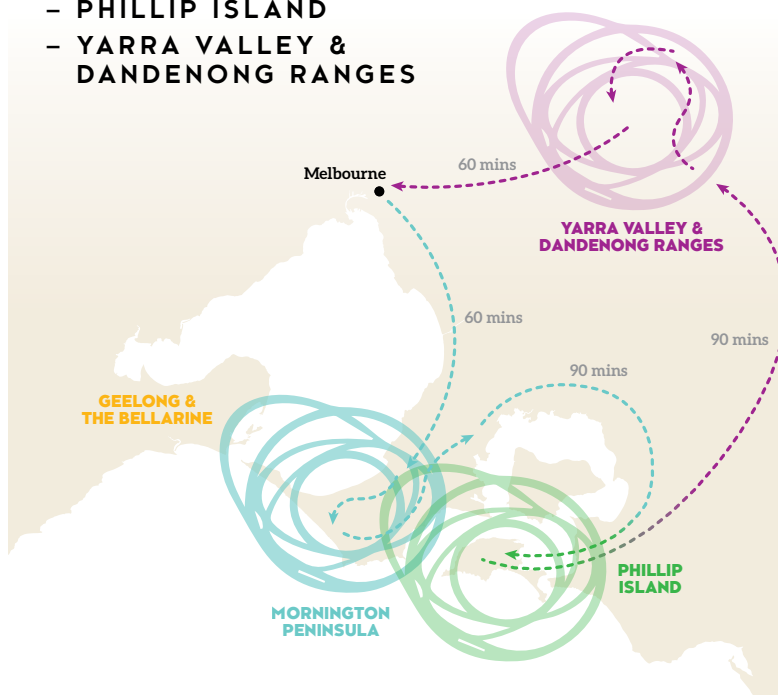 – PHILLIP ISLAND
– YARRA VALLEY &
DANDENONG RANGES
60 mins
Melbourne
YARRA VALLEY &
DANDENONG RANGES
60 mins
90 mins
90 mins
GEELONG &
THE BELLARINE
PHILLIP
ISLAND
MORNINGTON
PENINSULA